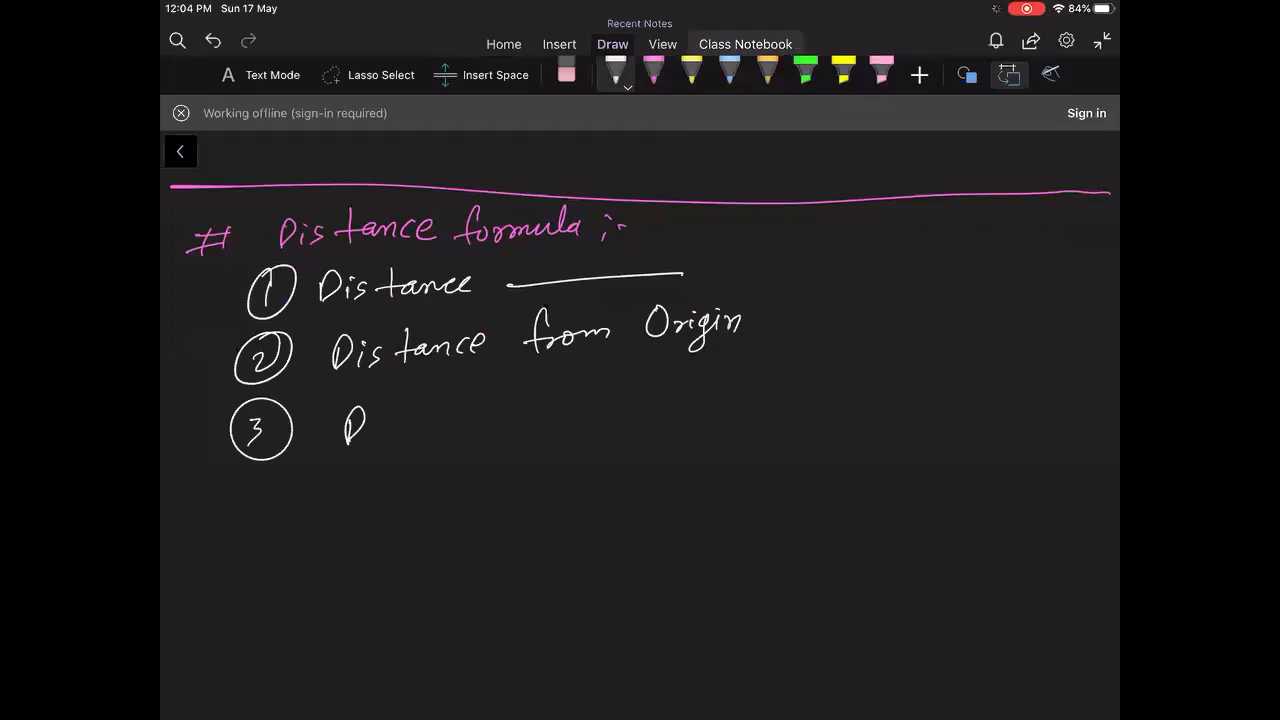 12:04 PM Sun 17 May
84%
Recent Notes
Home Insert Draw View Class Notebook
A Text Mode Lasso Select Insert Space
Working offline (sign-in required) Sign in
# Distance formula :-
① Distance
② Distance from Origin
③ D